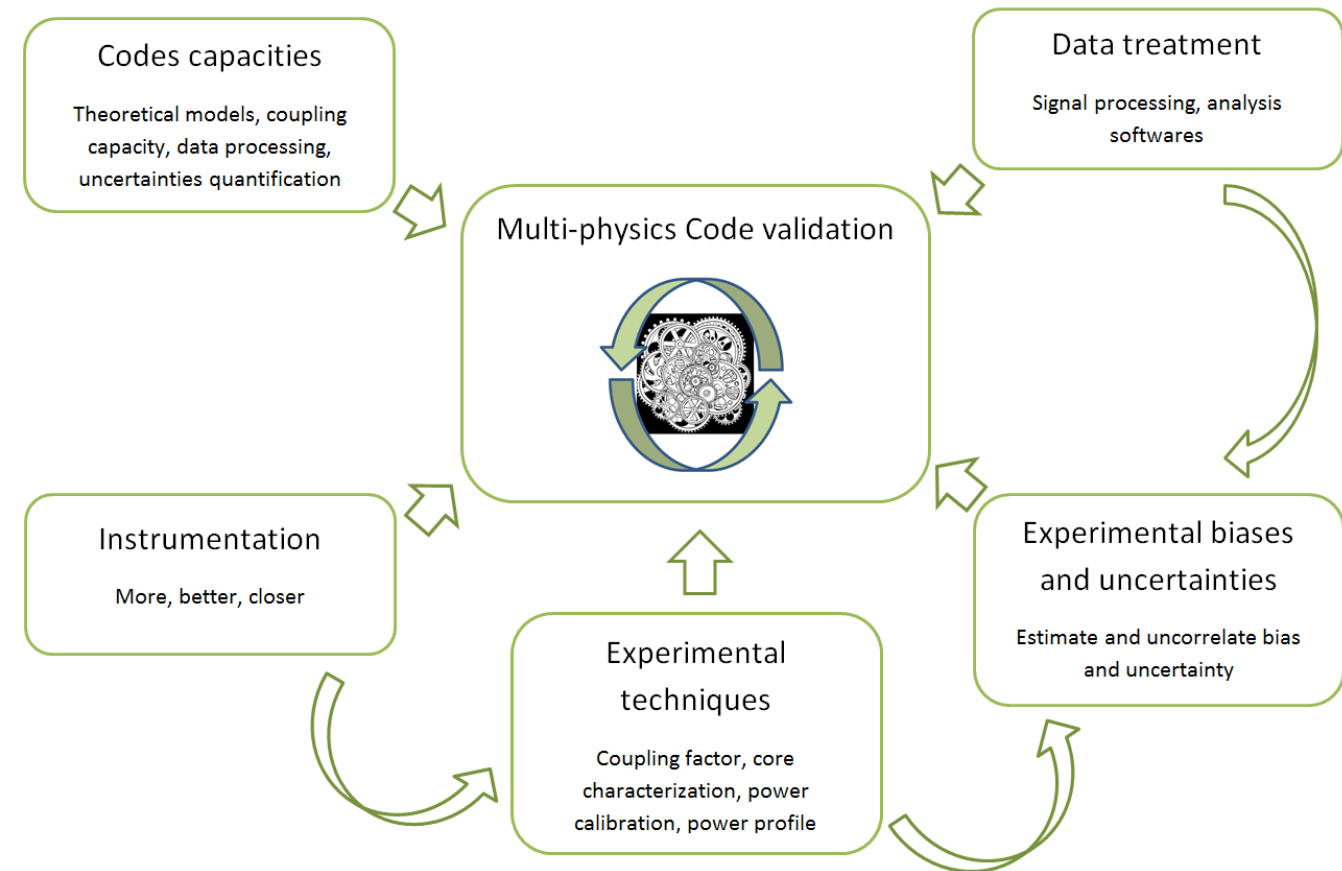 Codes capacities
Theoretical models, coupling
capacity, data processing,
uncertainties quantification
Data treatment
Signal processing, analysis
softwares
Multi-physics Code validation
Instrumentation
More, better, closer
Experimental
techniques
Coupling factor, core
characterization, power
calibration, power profile
Experimental biases
and uncertainties
Estimate and uncorrelate bias
and uncertainty